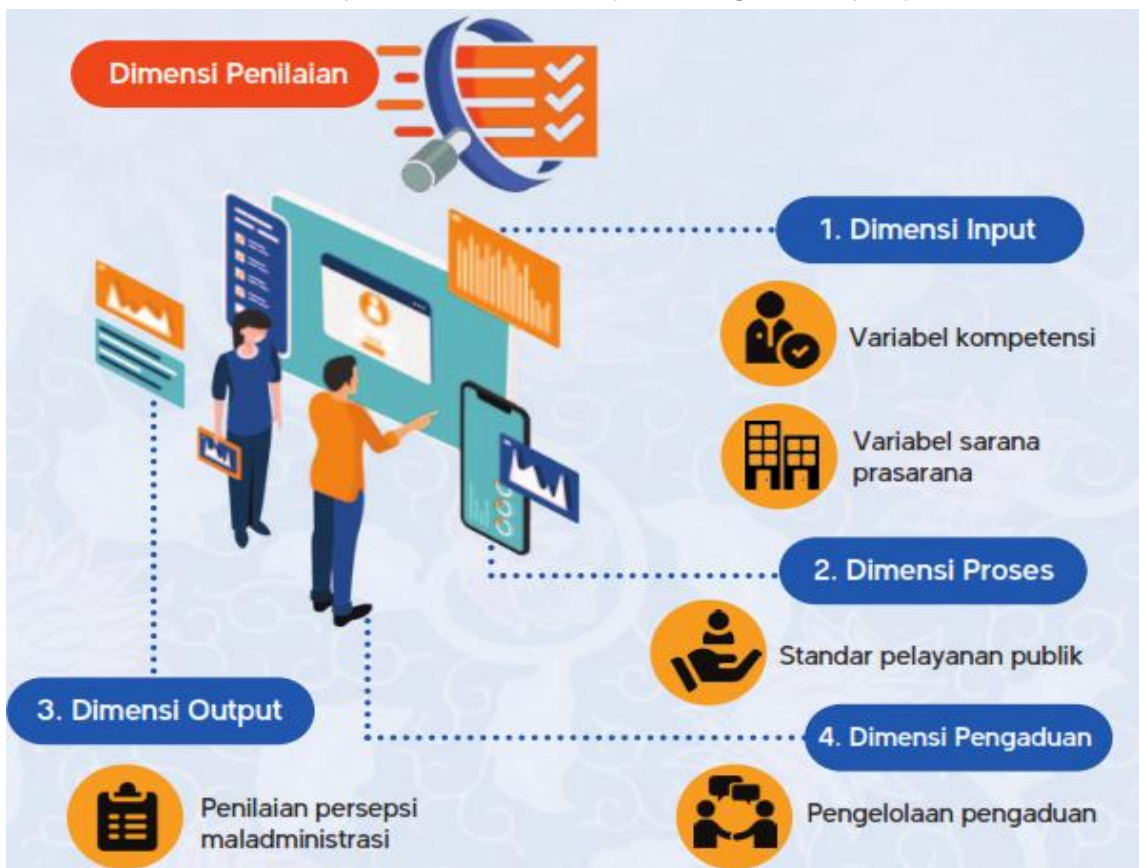 Dimensi Penilaian
1. Dimensi Input
Variabel kompetensi
Variabel sarana
prasarana
2. Dimensi Proses
Standar pelayanan publik
3. Dimensi Output
Penilaian persepsi
maladministrasi
4. Dimensi Pengaduan
Pengelolaan pengaduan